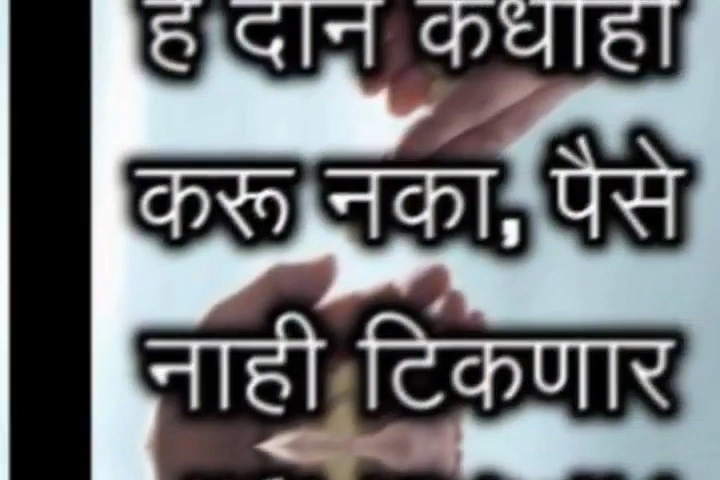 हे दान कधीही
करू नका, पैसे
नाही टिकणार